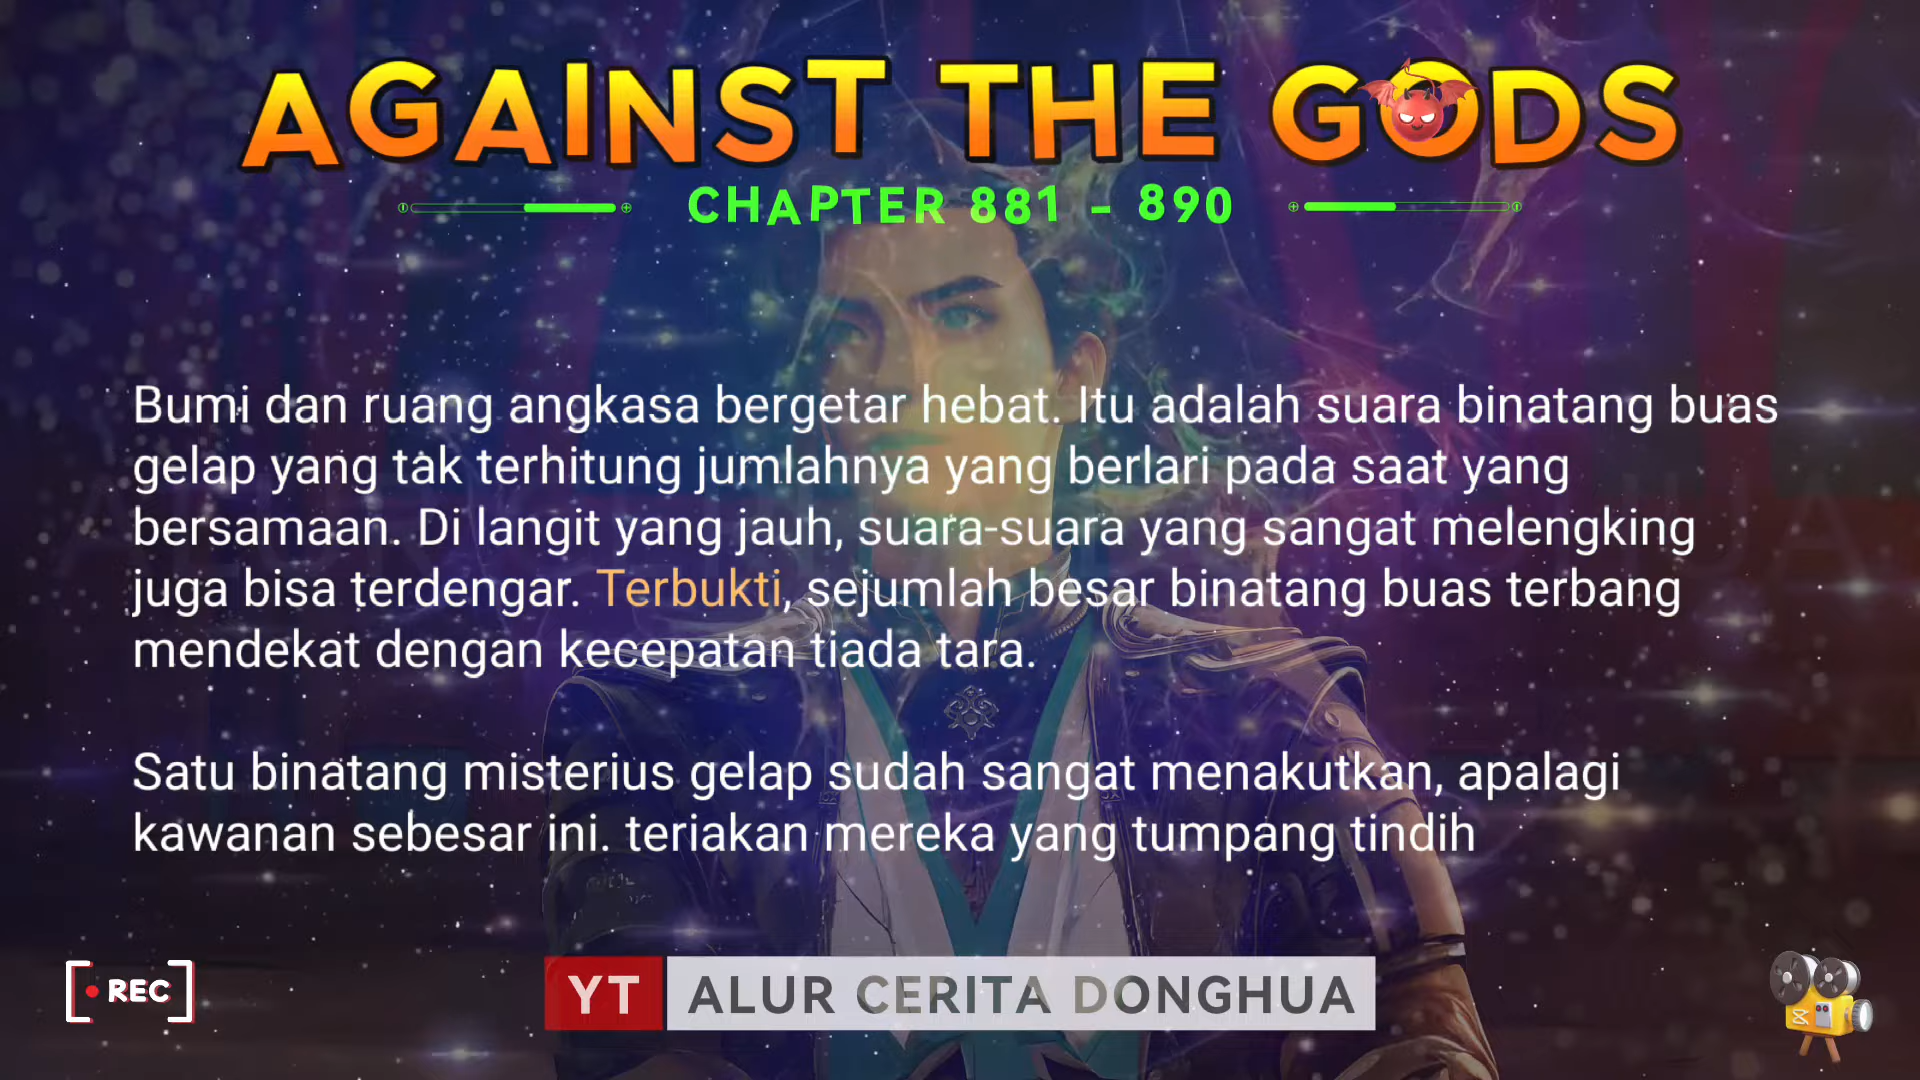 AGAINST THE GODS
CHAPTER 881 - 890
Bumi dan ruang angkasa bergetar hebat. Itu adalah suara binatang buas
gelap yang tak terhitung jumlahnya yang berlari pada saat yang
bersamaan. Di langit yang jauh, suara-suara yang sangat melengking
juga bisa terdengar. Terbukti, sejumlah besar binatang buas terbang
mendekat dengan kecepatan tiada tara.
Satu binatang misterius gelap sudah sangat menakutkan, apalagi
kawanan sebesar ini. teriakan mereka yang tumpang tindih
REC
YT ALUR CERITA DONGHUA